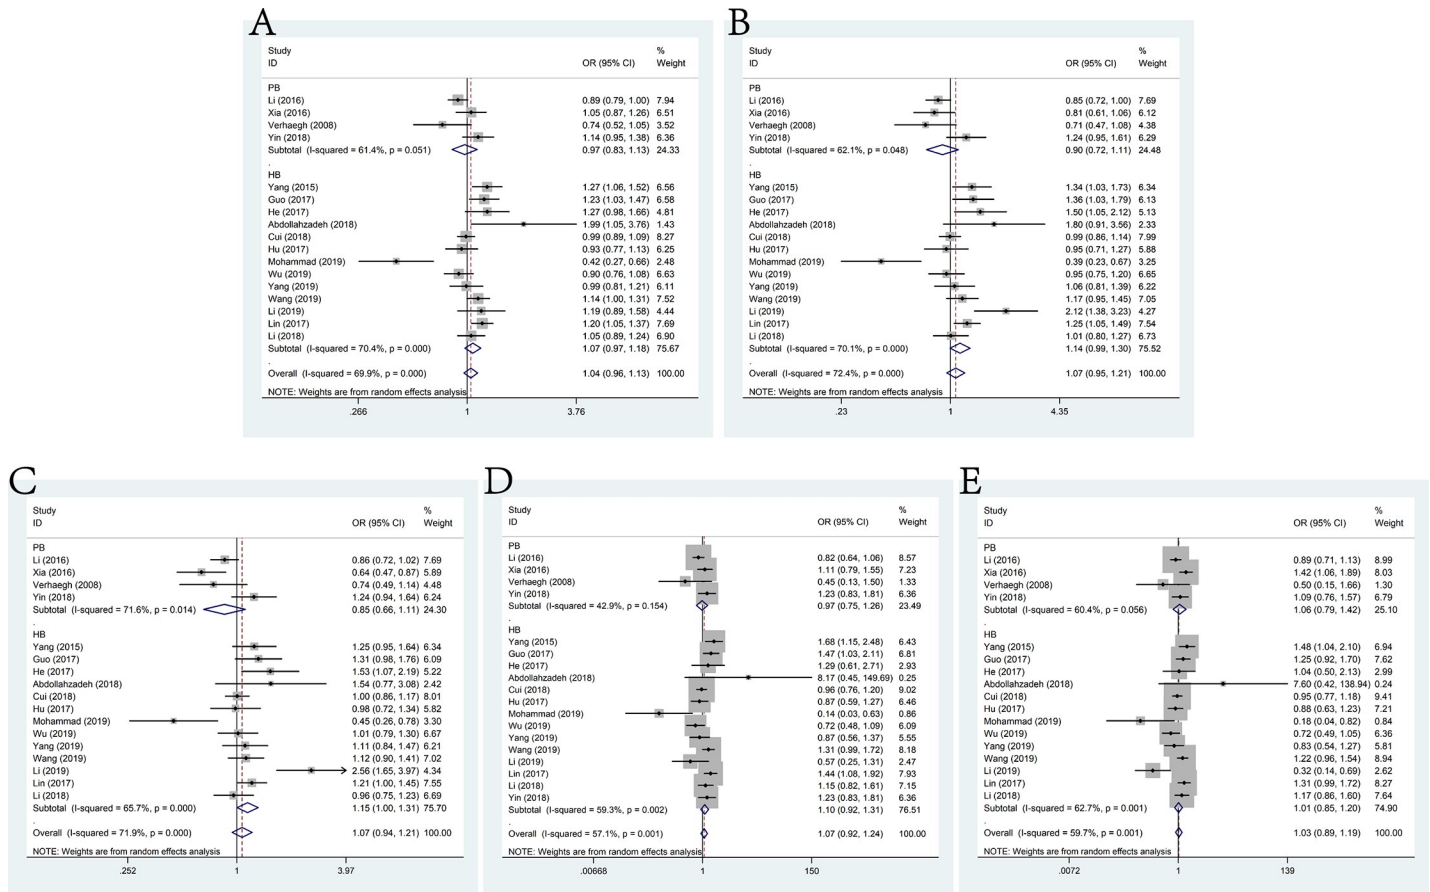 A
Study %
ID OR (95% CI) Weight
PB
Li (2016) 0.89 (0.79, 1.00) 7.94
Xia (2016) 1.05 (0.87, 1.26) 6.51
Verhaegh (2008) 0.74 (0.52, 1.05) 3.52
Yin (2018) 1.14 (0.95, 1.38) 6.36
Subtotal (I-squared = 61.4%, p = 0.051) 0.97 (0.83, 1.13) 24.33
.
HB
Yang (2015) 1.27 (1.06, 1.52) 6.56
Guo (2017) 1.23 (1.03, 1.47) 6.58
He (2017) 1.27 (0.98, 1.66) 4.81
Abdollahzadeh (2018) 1.99 (1.05, 3.76) 1.43
Cui (2018) 0.99 (0.89, 1.09) 8.27
Hu (2017) 0.93 (0.77, 1.13) 6.25
Mohammad (2019) 0.42 (0.27, 0.66) 2.48
Wu (2019) 0.90 (0.76, 1.08) 6.63
Yang (2019) 0.99 (0.81, 1.21) 6.11
Wang (2019) 1.14 (1.00, 1.31) 7.52
Li (2019) 1.19 (0.89, 1.58) 4.44
Lin (2017) 1.20 (1.05, 1.37) 7.69
Li (2018) 1.05 (0.89, 1.24) 6.90
Subtotal (I-squared = 70.4%, p = 0.000) 1.07 (0.97, 1.18) 75.67
.
Overall (I-squared = 69.9%, p = 0.000) 1.04 (0.96, 1.13) 100.00
NOTE: Weights are from random effects analysis
.266 1 3.76
B
Study %
ID OR (95% CI) Weight
PB
Li (2016) 0.85 (0.72, 1.00) 7.69
Xia (2016) 0.81 (0.61, 1.06) 6.12
Verhaegh (2008) 0.71 (0.47, 1.08) 4.38
Yin (2018) 1.24 (0.95, 1.61) 6.29
Subtotal (I-squared = 62.1%, p = 0.048) 0.90 (0.72, 1.11) 24.48
.
HB
Yang (2015) 1.34 (1.03, 1.73) 6.34
Guo (2017) 1.36 (1.03, 1.79) 6.13
He (2017) 1.50 (1.05, 2.12) 5.13
Abdollahzadeh (2018) 1.80 (0.91, 3.56) 2.33
Cui (2018) 0.99 (0.86, 1.14) 7.99
Hu (2017) 0.95 (0.71, 1.27) 5.88
Mohammad (2019) 0.39 (0.23, 0.67) 3.25
Wu (2019) 0.95 (0.75, 1.20) 6.65
Yang (2019) 1.06 (0.81, 1.39) 6.22
Wang (2019) 1.17 (0.95, 1.45) 7.05
Li (2019) 2.12 (1.38, 3.23) 4.27
Lin (2017) 1.25 (1.05, 1.49) 7.54
Li (2018) 1.01 (0.80, 1.27) 6.73
Subtotal (I-squared = 70.1%, p = 0.000) 1.14 (0.99, 1.30) 75.52
.
Overall (I-squared = 72.4%, p = 0.000) 1.07 (0.95, 1.21) 100.00
NOTE: Weights are from random effects analysis
.23 1 4.35
C
Study %
ID OR (95% CI) Weight
PB
Li (2016) 0.86 (0.72, 1.02) 7.69
Xia (2016) 0.64 (0.47, 0.87) 5.89
Verhaegh (2008) 0.74 (0.49, 1.14) 4.48
Yin (2018) 1.24 (0.94, 1.64) 6.24
Subtotal (I-squared = 71.6%, p = 0.014) 0.85 (0.66, 1.11) 24.30
.
HB
Yang (2015) 1.25 (0.95, 1.64) 6.34
Guo (2017) 1.31 (0.98, 1.76) 6.09
He (2017) 1.53 (1.07, 2.19) 5.22
Abdollahzadeh (2018) 1.54 (0.77, 3.08) 2.42
Cui (2018) 1.00 (0.86, 1.17) 8.01
Hu (2017) 0.98 (0.72, 1.34) 5.82
Mohammad (2019) 0.45 (0.26, 0.78) 3.30
Wu (2019) 1.01 (0.79, 1.30) 6.67
Yang (2019) 1.11 (0.84, 1.47) 6.21
Wang (2019) 1.12 (0.90, 1.41) 7.02
Li (2019) 2.56 (1.65, 3.97) 4.34
Lin (2017) 1.21 (1.00, 1.45) 7.55
Li (2018) 0.96 (0.75, 1.23) 6.69
Subtotal (I-squared = 65.7%, p = 0.000) 1.15 (1.00, 1.31) 75.70
.
Overall (I-squared = 71.9%, p = 0.000) 1.07 (0.94, 1.21) 100.00
NOTE: Weights are from random effects analysis
.252 1 3.97
D
Study %
ID OR (95% CI) Weight
PB
Li (2016) 0.82 (0.64, 1.06) 8.57
Xia (2016) 1.11 (0.79, 1.55) 7.23
Verhaegh (2008) 0.45 (0.13, 1.50) 1.33
Yin (2018) 1.23 (0.83, 1.81) 6.36
Subtotal (I-squared = 42.9%, p = 0.154) 0.97 (0.75, 1.26) 23.49
.
HB
Yang (2015) 1.68 (1.15, 2.48) 6.43
Guo (2017) 1.47 (1.03, 2.11) 6.81
He (2017) 1.29 (0.61, 2.71) 2.93
Abdollahzadeh (2018) 8.17 (0.45, 149.69) 0.25
Cui (2018) 0.96 (0.76, 1.20) 9.02
Hu (2017) 0.87 (0.59, 1.27) 6.46
Mohammad (2019) 0.14 (0.03, 0.63) 0.86
Wu (2019) 0.72 (0.48, 1.09) 6.09
Yang (2019) 0.87 (0.56, 1.37) 5.55
Wang (2019) 1.31 (0.99, 1.72) 8.18
Li (2019) 0.57 (0.25, 1.31) 2.47
Lin (2017) 1.44 (1.08, 1.92) 7.93
Li (2018) 1.15 (0.82, 1.61) 7.15
Yin (2018) 1.23 (0.83, 1.81) 6.36
Subtotal (I-squared = 59.3%, p = 0.002) 1.10 (0.92, 1.31) 76.51
.
Overall (I-squared = 57.1%, p = 0.001) 1.07 (0.92, 1.24) 100.00
NOTE: Weights are from random effects analysis
.00668 1 150
E
Study %
ID OR (95% CI) Weight
PB
Li (2016) 0.89 (0.71, 1.13) 8.99
Xia (2016) 1.42 (1.06, 1.89) 8.03
Verhaegh (2008) 0.50 (0.15, 1.66) 1.30
Yin (2018) 1.09 (0.76, 1.57) 6.79
Subtotal (I-squared = 60.4%, p = 0.056) 1.06 (0.79, 1.42) 25.10
.
HB
Yang (2015) 1.48 (1.04, 2.10) 6.94
Guo (2017) 1.25 (0.92, 1.70) 7.62
He (2017) 1.04 (0.50, 2.13) 2.99
Abdollahzadeh (2018) 7.60 (0.42, 138.94) 0.24
Cui (2018) 0.95 (0.77, 1.18) 9.41
Hu (2017) 0.88 (0.63, 1.23) 7.21
Mohammad (2019) 0.18 (0.04, 0.82) 0.84
Wu (2019) 0.72 (0.49, 1.05) 6.36
Yang (2019) 0.83 (0.54, 1.27) 5.81
Wang (2019) 1.22 (0.96, 1.54) 8.94
Li (2019) 0.32 (0.14, 0.69) 2.62
Lin (2017) 1.31 (0.99, 1.72) 8.27
Li (2018) 1.17 (0.86, 1.60) 7.64
Subtotal (I-squared = 62.7%, p = 0.001) 1.01 (0.85, 1.20) 74.90
.
Overall (I-squared = 59.7%, p = 0.001) 1.03 (0.89, 1.19) 100.00
NOTE: Weights are from random effects analysis
.0072 1 139